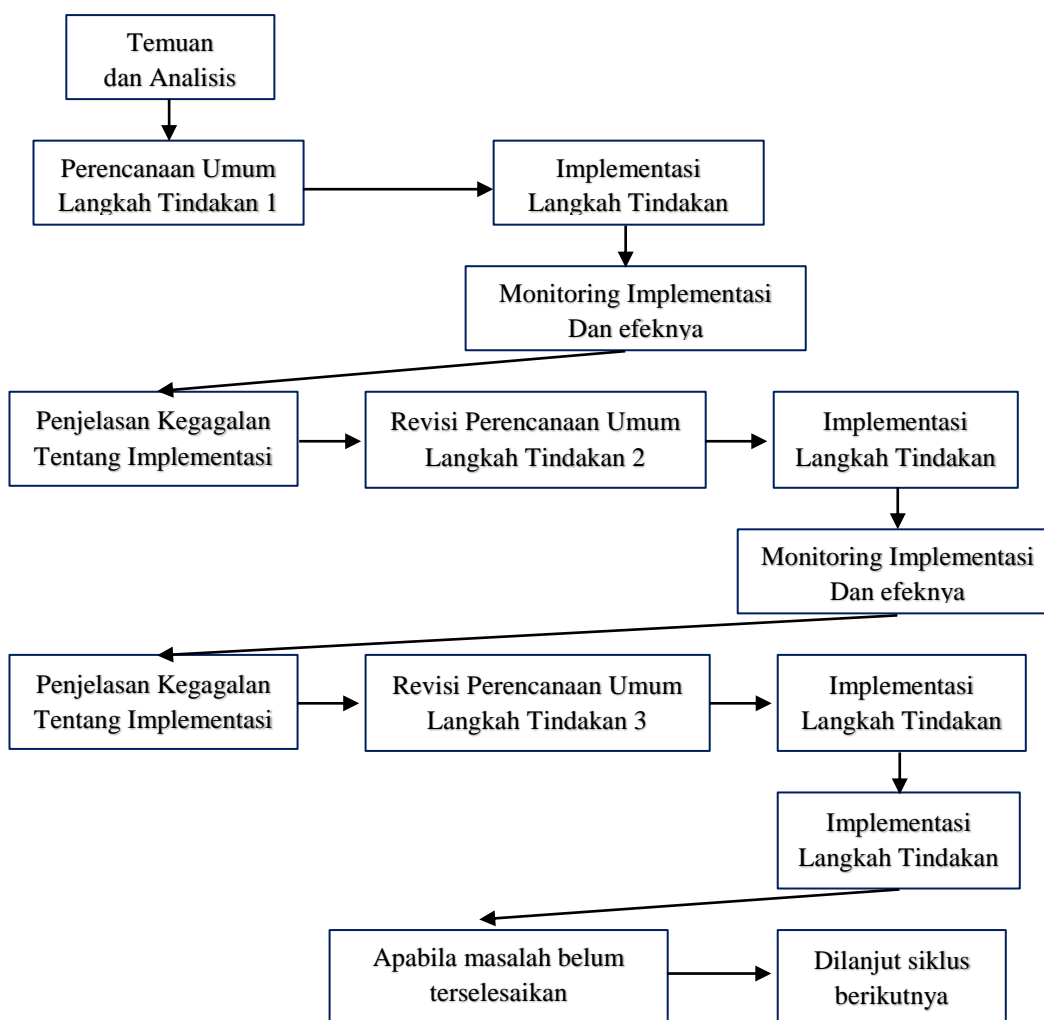 Temuan
dan Analisis
Perencanaan Umum
Langkah Tindakan 1
Implementasi
Langkah Tindakan
Monitoring Implementasi
Dan efeknya
Penjelasan Kegagalan
Tentang Implementasi
Revisi Perencanaan Umum
Langkah Tindakan 2
Implementasi
Langkah Tindakan
Monitoring Implementasi
Dan efeknya
Penjelasan Kegagalan
Tentang Implementasi
Revisi Perencanaan Umum
Langkah Tindakan 3
Implementasi
Langkah Tindakan
Implementasi
Langkah Tindakan
Apabila masalah belum
terselesaikan
Dilanjut siklus
berikutnya